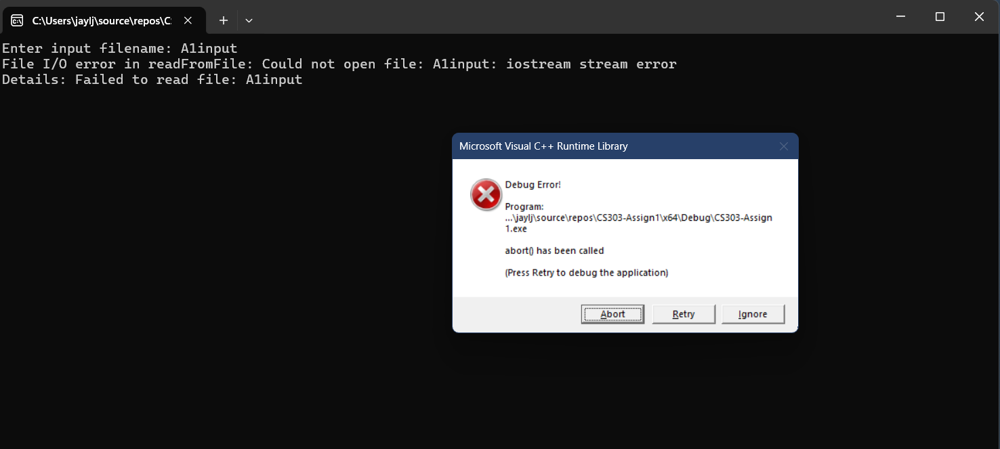 C:\Users\jaylj\source\repos\C:
Enter input filename: A1input
File I/O error in readFromFile: Could not open file: A1input: iostream stream error
Details: Failed to read file: A1input
Microsoft Visual C++ Runtime Library
Debug Error!
Program:
...\jaylj\source\repos\CS303-Assign1\x64\Debug\CS303-Assign
1.exe
abort() has been called
(Press Retry to debug the application)
Abort Retry Ignore